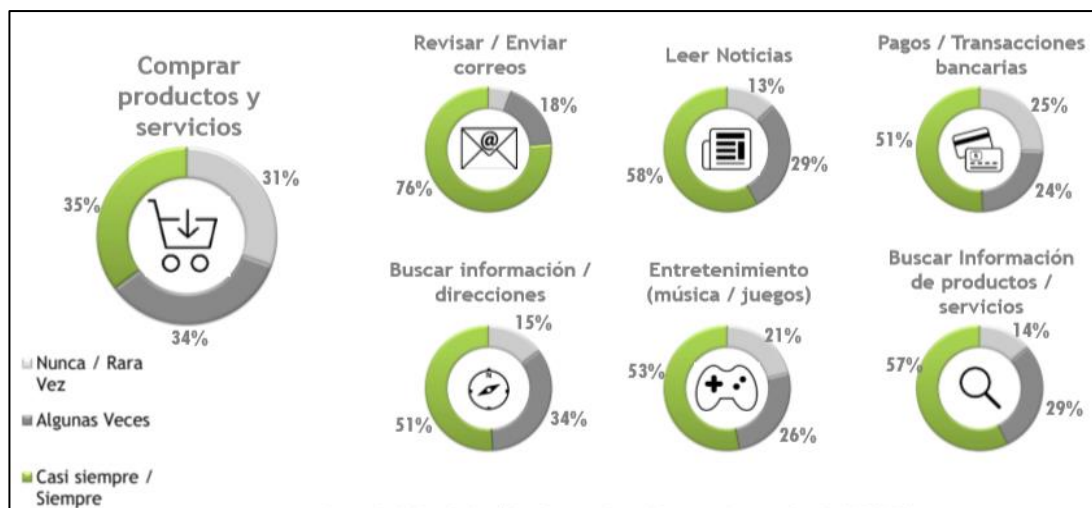 Comprar
productos y
servicios
35%
31%
34%
Nunca / Rara
Vez
Algunas Veces
Casi siempre /
Siempre
Revisar / Enviar
correos
18%
@
76%
Leer Noticias
13%
58%
29%
Pagos / Transacciones
bancarias
25%
51%
24%
Buscar información /
direcciones
15%
N
51%
34%
Entretenimiento
(música / juegos)
21%
53%
26%
Buscar Información
de productos /
servicios
14%
57%
29%